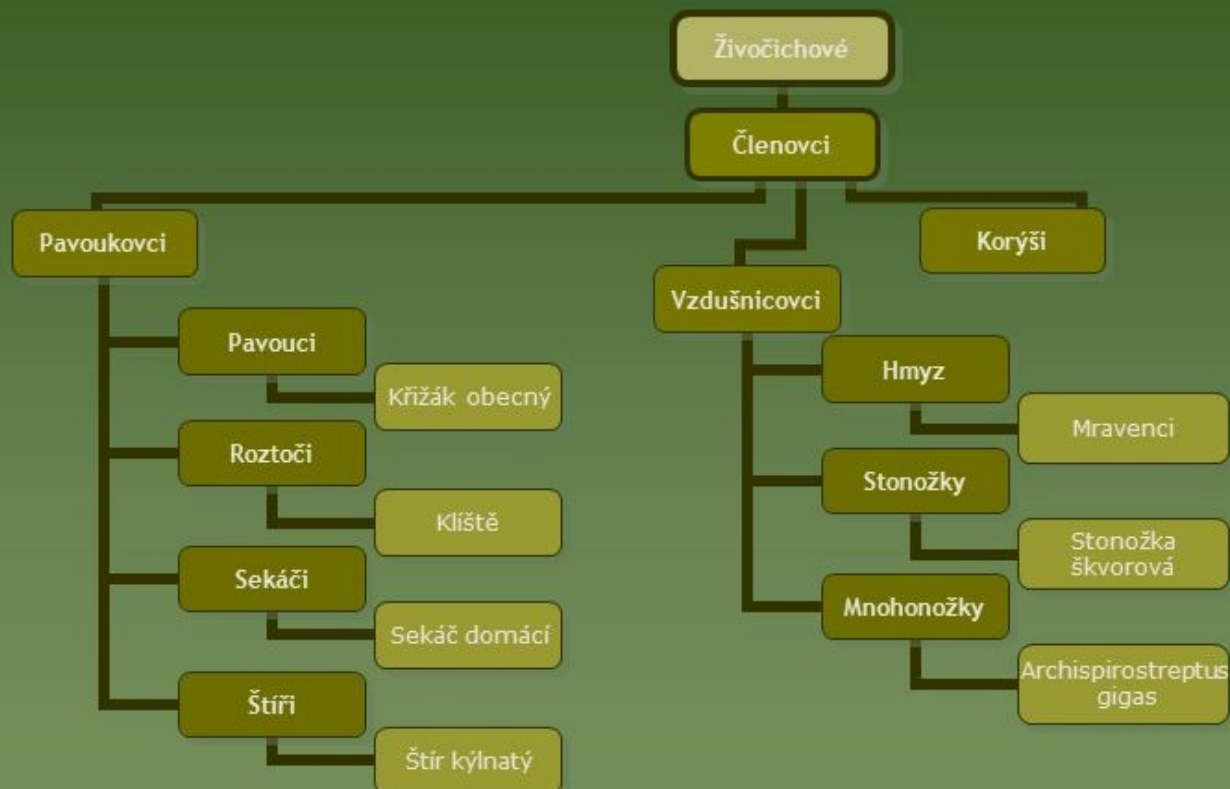 Živočichové
Členovci
Pavoukovci
Pavouci
Křižák obecný
Roztoči
Klíště
Sekáči
Sekáč domácí
Štíři
Štír kýlnatý
Vzdušnicovci
Hmyz
Mravenci
Stonožky
Stonožka
škvorová
Mnohonožky
Archispirostreptus
gigas
Korýši